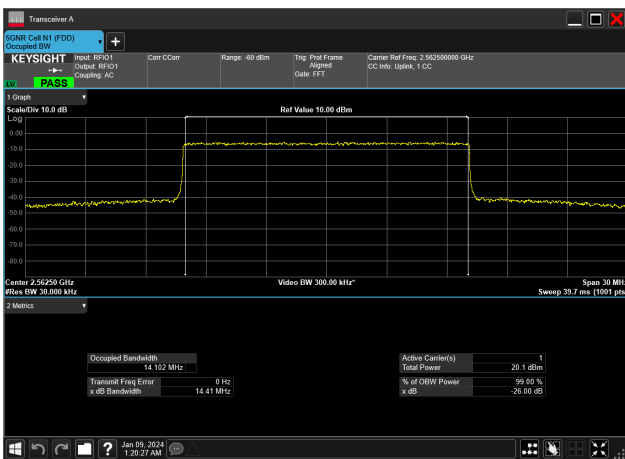 Transceiver A
5GNR Cell N1 (FDD)
Occupied BW
KEYSIGHT Input: RFIO1 Corr CCorr Range: -60 dBm Trig: Prot Frame Carrier Ref Freq: 2.562500000 GHz
Output: RFIO1 Aligned CC Info: Uplink, 1 CC
PASS Coupling: AC Gate: FFT
1 Graph
Scale/Div 10.0 dB Ref Value 10.00 dBm
Log
0.00
-10.0
-20.0
-30.0
-40.0
-50.0
-60.0
-70.0
-80.0
Center 2.56250 GHz Video BW 300.00 kHz* Span 30 MH
#Res BW 30.000 kHz Sweep 39.7 ms (1001 pts
2 Metrics
Occupied Bandwidth Active Carrier(s) 1
14.102 MHz Total Power 20.1 dBm
Transmit Freq Error 0 Hz % of OBW Power 99.00 %
x dB Bandwidth 14.41 MHz x dB -26.00 dB
? Jan 09, 2024
1:20:27 AM